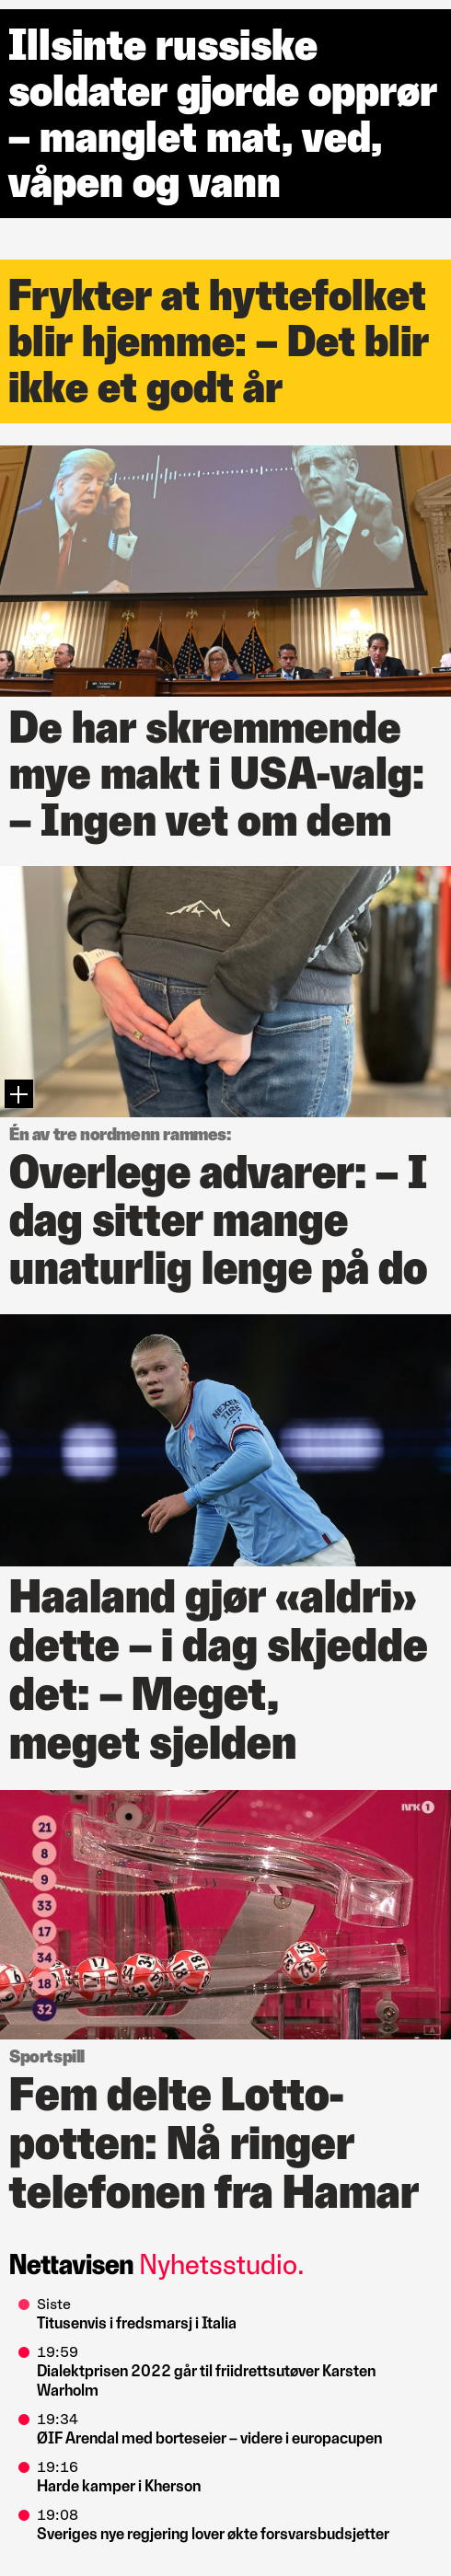 Illsinte russiske
soldater gjorde opprør
– manglet mat, ved,
våpen og vann
Frykter at hyttefolket
blir hjemme: – Det blir
ikke et godt år
De har skremmende
mye makt i USA-valg:
– Ingen vet om dem
Én av tre nordmenn rammes:
Overlege advarer: – I
dag sitter mange
unaturlig lenge på do
NEXEN
TIRE
Haaland gjør «aldri»
dette – i dag skjedde
det: – Meget,
meget sjelden
NRK 1
21
8
9
33
17
34
18
32
Sportspill
Fem delte Lotto-
potten: Nå ringer
telefonen fra Hamar
Nettavisen Nyhetsstudio.
Siste
Titusenvis i fredsmarsj i Italia
19:59
Dialektprisen 2022 går til friidrettsutøver Karsten
Warholm
19:34
ØIF Arendal med borteseier – videre i europacupen
19:16
Harde kamper i Kherson
19:08
Sveriges nye regjering lover økte forsvarsbudsjetter